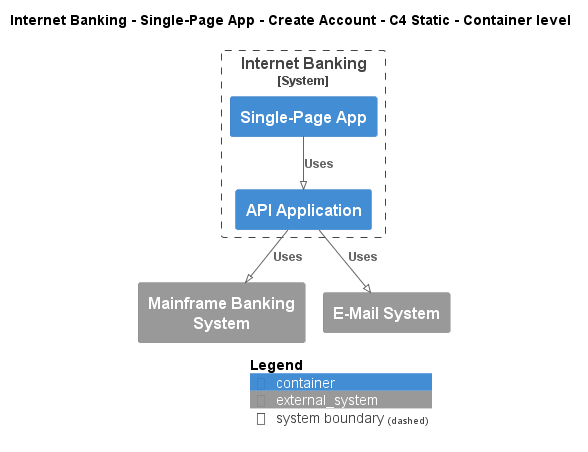 Internet Banking - Single-Page App - Create Account - C4 Static - Container level
Internet Banking
[System]
Single-Page App
Uses
API Application
Uses
Uses
Mainframe Banking
System
E-Mail System
Legend
container
external_system
system boundary (dashed)